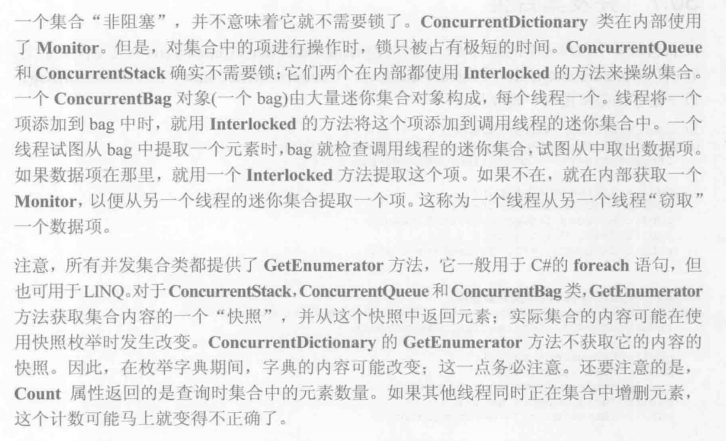 一个集合“非阻塞”，并不意味着它就不需要锁了。ConcurrentDictionary 类在内部使用
了 Monitor。但是，对集合中的项进行操作时，锁只被占有极短的时间。ConcurrentQueue
和 ConcurrentStack 确实不需要锁；它们两个在内部都使用 Interlocked 的方法来操纵集合。
一个 ConcurrentBag 对象(一个 bag)由大量迷你集合对象构成，每个线程一个。线程将一个
项添加到 bag 中时，就用 Interlocked 的方法将这个项添加到调用线程的迷你集合中。一个
线程试图从 bag 中提取一个元素时，bag 就检查调用线程的迷你集合，试图从中取出数据项。
如果数据项在那里，就用一个 Interlocked 方法提取这个项。如果不在，就在内部获取一个
Monitor，以便从另一个线程的迷你集合提取一个项。这称为一个线程从另一个线程“窃取”
一个数据项。
注意，所有并发集合类都提供了 GetEnumerator 方法，它一般用于 C#的 foreach 语句，但
也可用于 LINQ。对于 ConcurrentStack，ConcurrentQueue 和 ConcurrentBag 类，GetEnumerator
方法获取集合内容的一个“快照”，并从这个快照中返回元素；实际集合的内容可能在使
用快照枚举时发生改变。ConcurrentDictionary 的 GetEnumerator 方法不获取它的内容的
快照。因此，在枚举字典期间，字典的内容可能改变；这一点务必注意。还要注意的是，
Count 属性返回的是查询时集合中的元素数量。如果其他线程同时正在集合中增删元素，
这个计数可能马上就变得不正确了。